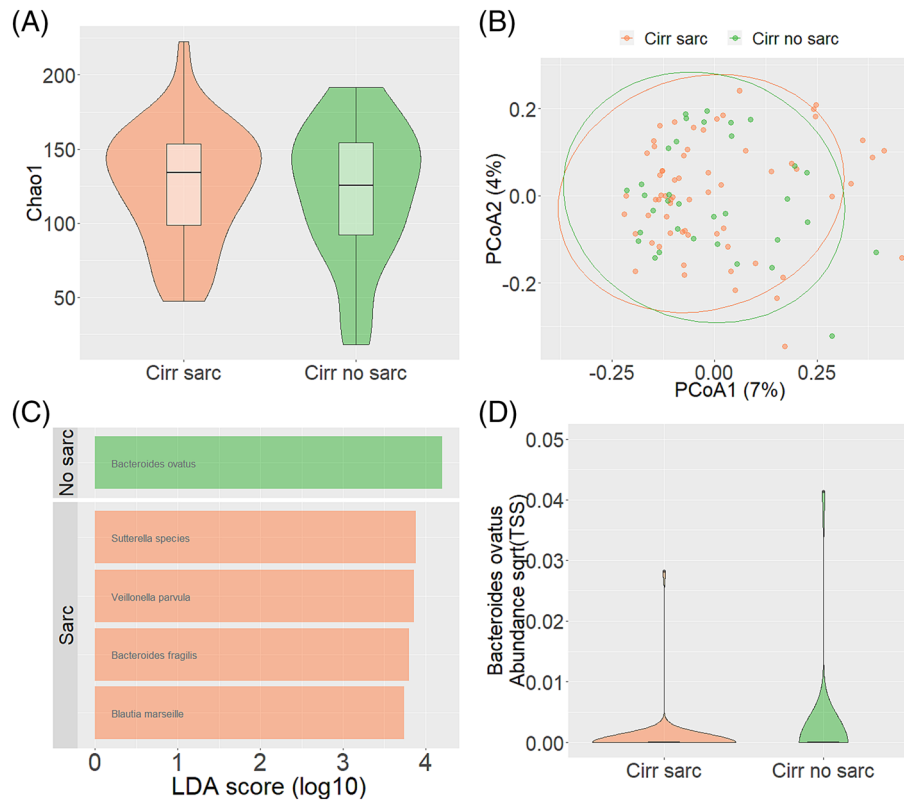 (A)
Chao1
200
150
100
50
Cirr sarc
Cirr no sarc
(B)
Cirr sarc
Cirr no sarc
PCoA2 (4%)
0.2
0.0
-0.2
-0.25
0.00
0.25
PCoA1 (7%)
(C)
No sarc
Bacteroides ovatus
Sarc
Sutterella species
Veillonella parvula
Bacteroides fragilis
Blautia marseille
0
1
2
3
4
LDA score (log10)
(D)
Bacteroides ovatus
Abundance sqrt(TSS)
0.05
0.04
0.03
0.02
0.01
0.00
Cirr sarc
Cirr no sarc